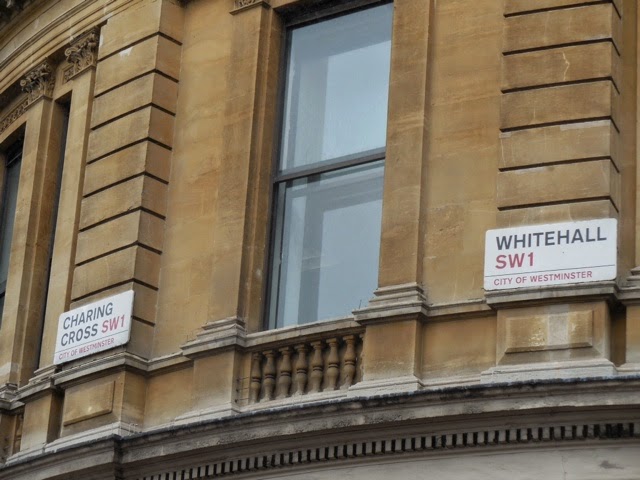 CHARING
CROSS SW1
CITY OF WESTMINSTER
WHITEHALL
SW1
CITY OF WESTMINSTER